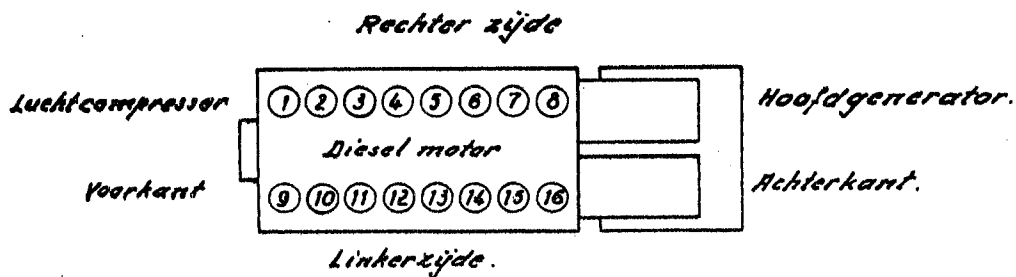 Rechter zijde
Luchtcompressor
1 2 3 4 5 6 7 8
Hoofdgenerator.
Diesel motor
Voorkant
9 10 11 12 13 14 15 16
Achterkant.
Linkerzijde.